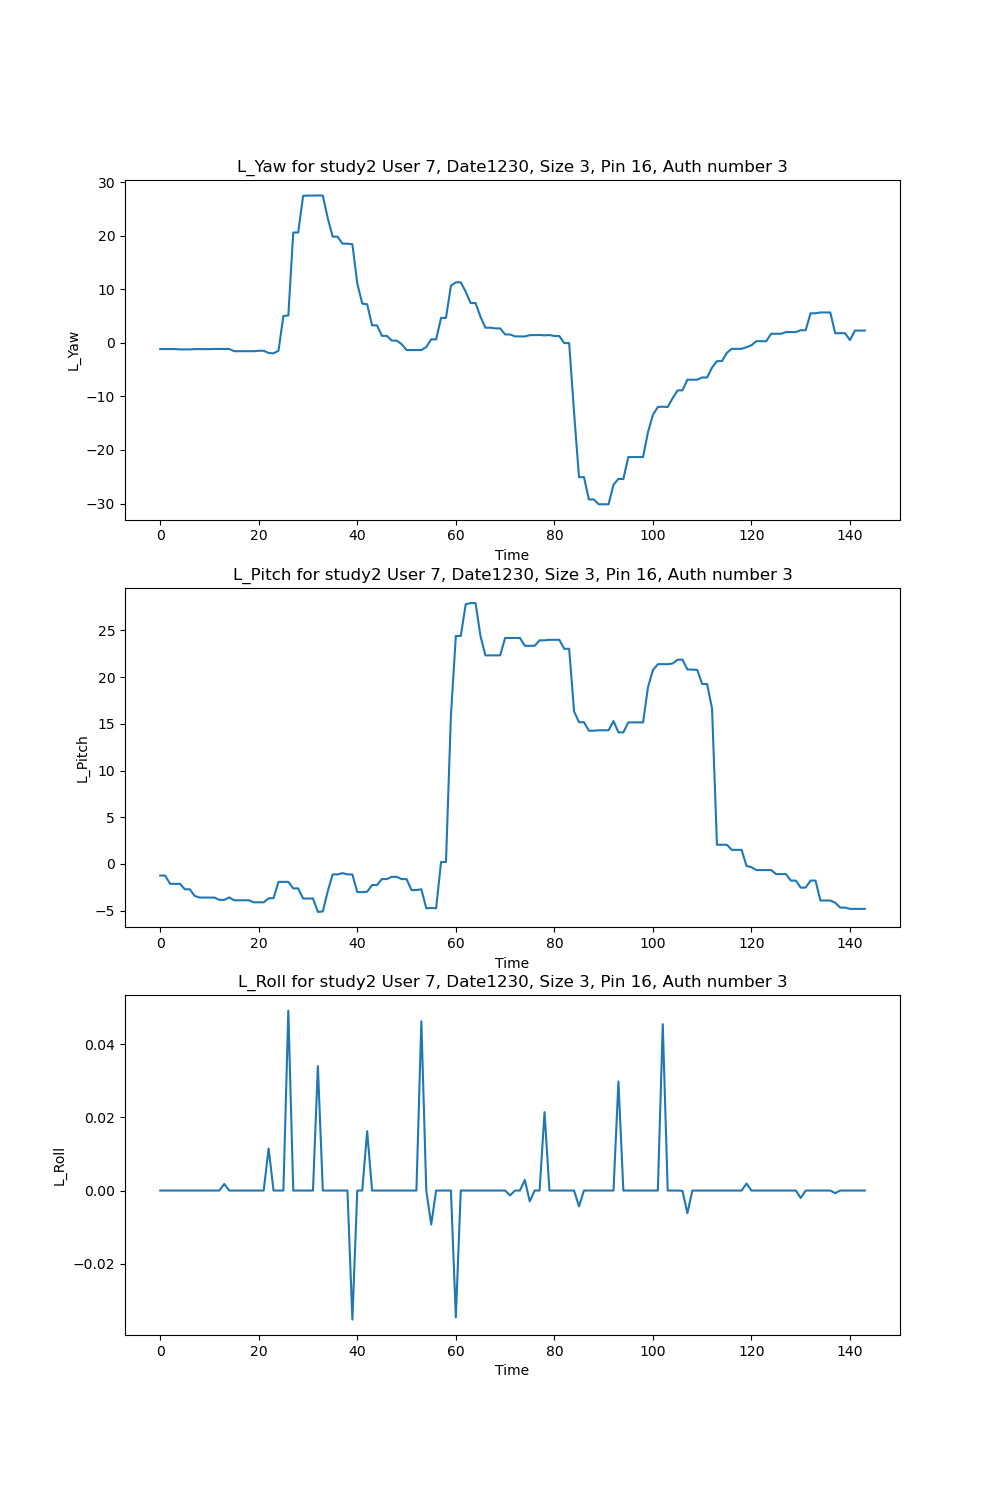 L_Yaw for study2 User 7, Date1230, Size 3, Pin 16, Auth number 3
30
20
10
0
−10
−20
−30
L_Yaw
0 20 40 60 80 100 120 140
Time
L_Pitch for study2 User 7, Date1230, Size 3, Pin 16, Auth number 3
25
20
15
10
5
0
−5
L_Pitch
0 20 40 60 80 100 120 140
Time
L_Roll for study2 User 7, Date1230, Size 3, Pin 16, Auth number 3
0.04
0.02
0.00
−0.02
L_Roll
0 20 40 60 80 100 120 140
Time